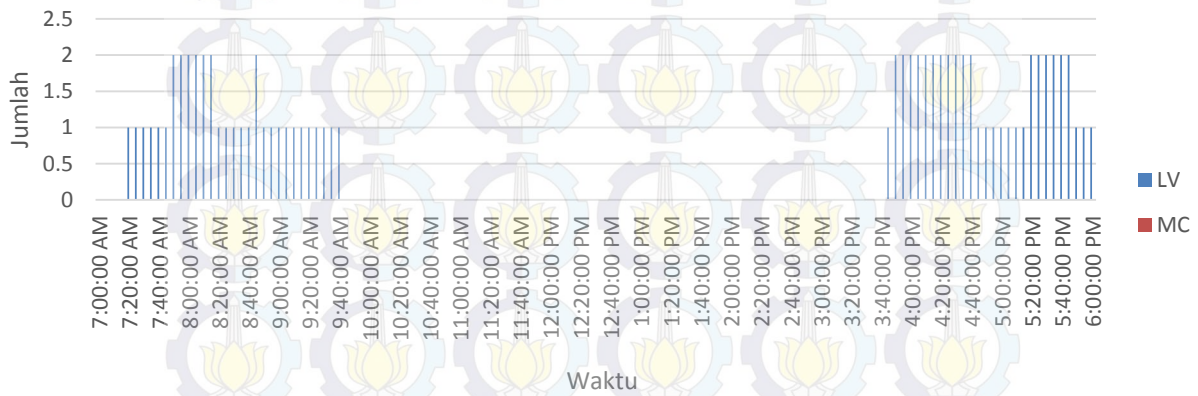 2.5
2
1.5
1
0.5
0
Jumlah
7:00:00 AM
7:20:00 AM
7:40:00 AM
8:00:00 AM
8:20:00 AM
8:40:00 AM
9:00:00 AM
9:20:00 AM
9:40:00 AM
10:00:00 AM
10:20:00 AM
10:40:00 AM
11:00:00 AM
11:20:00 AM
11:40:00 AM
12:00:00 PM
12:20:00 PM
12:40:00 PM
1:00:00 PM
1:20:00 PM
1:40:00 PM
2:00:00 PM
2:20:00 PM
2:40:00 PM
3:00:00 PM
3:20:00 PM
3:40:00 PM
4:00:00 PM
4:20:00 PM
4:40:00 PM
5:00:00 PM
5:20:00 PM
5:40:00 PM
6:00:00 PM
Waktu
LV
MC